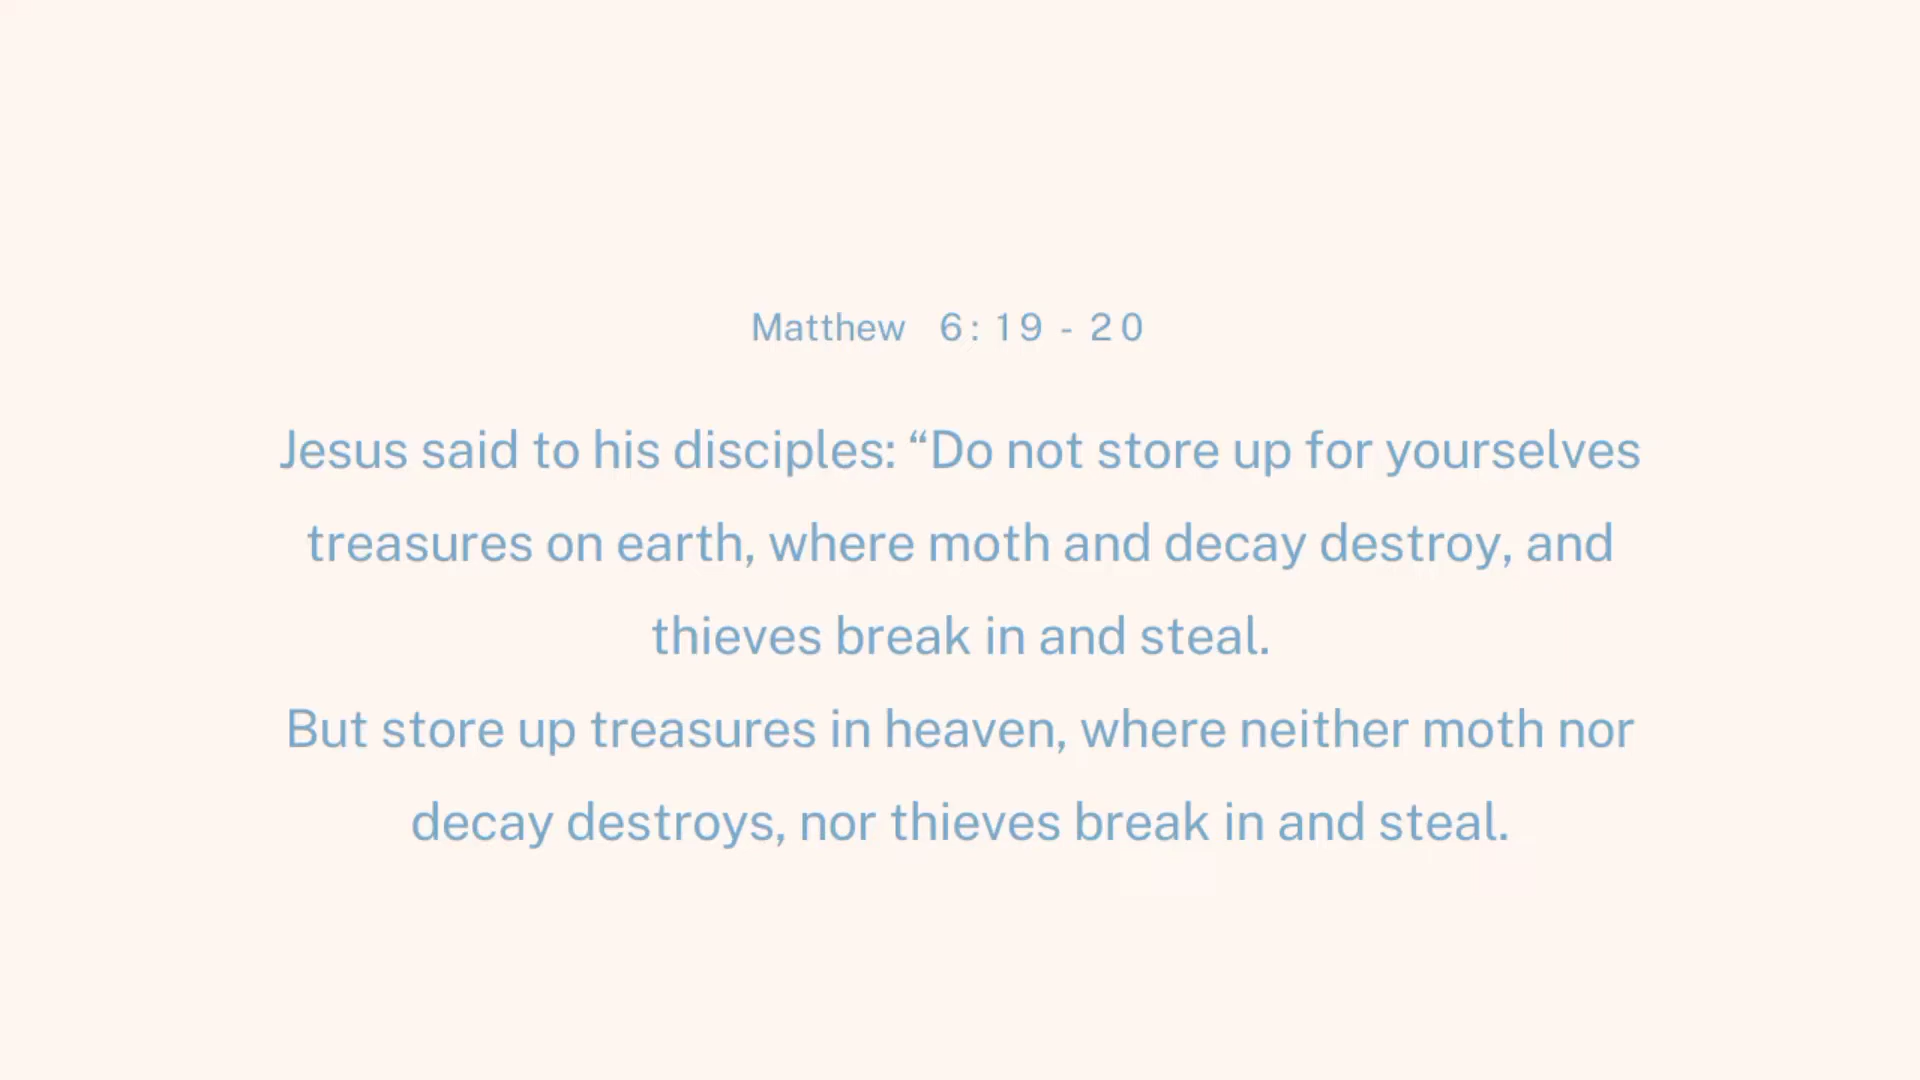 Matthew 6:19-20
Jesus said to his disciples: “Do not store up for yourselves
treasures on earth, where moth and decay destroy, and
thieves break in and steal.
But store up treasures in heaven, where neither moth nor
decay destroys, nor thieves break in and steal.